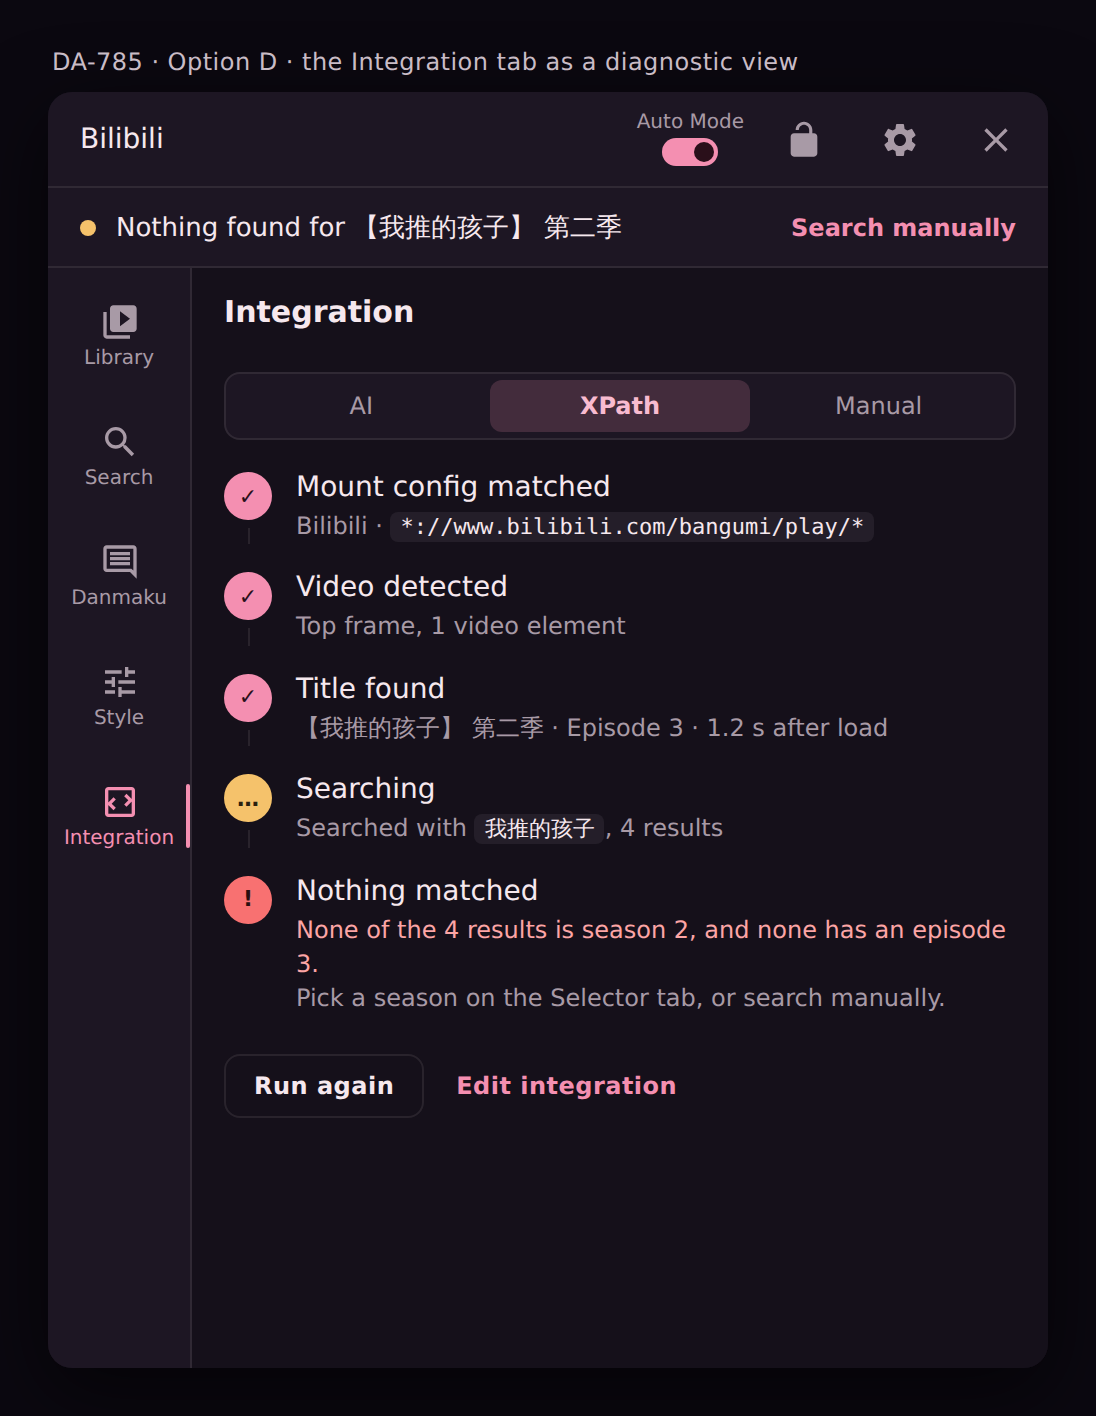 DA-785 · Option D · the Integration tab as a diagnostic view
Bilibili
Auto Mode
Nothing found for 【我推的孩子】 第二季
Search manually
Library
Search
Danmaku
Style
Integration
Integration
AI
XPath
Manual
✓
Mount config matched
Bilibili · *://www.bilibili.com/bangumi/play/*
✓
Video detected
Top frame, 1 video element
✓
Title found
【我推的孩子】 第二季 · Episode 3 · 1.2 s after load
…
Searching
Searched with 我推的孩子, 4 results
!
Nothing matched
None of the 4 results is season 2, and none has an episode
3.
Pick a season on the Selector tab, or search manually.
Run again
Edit integration